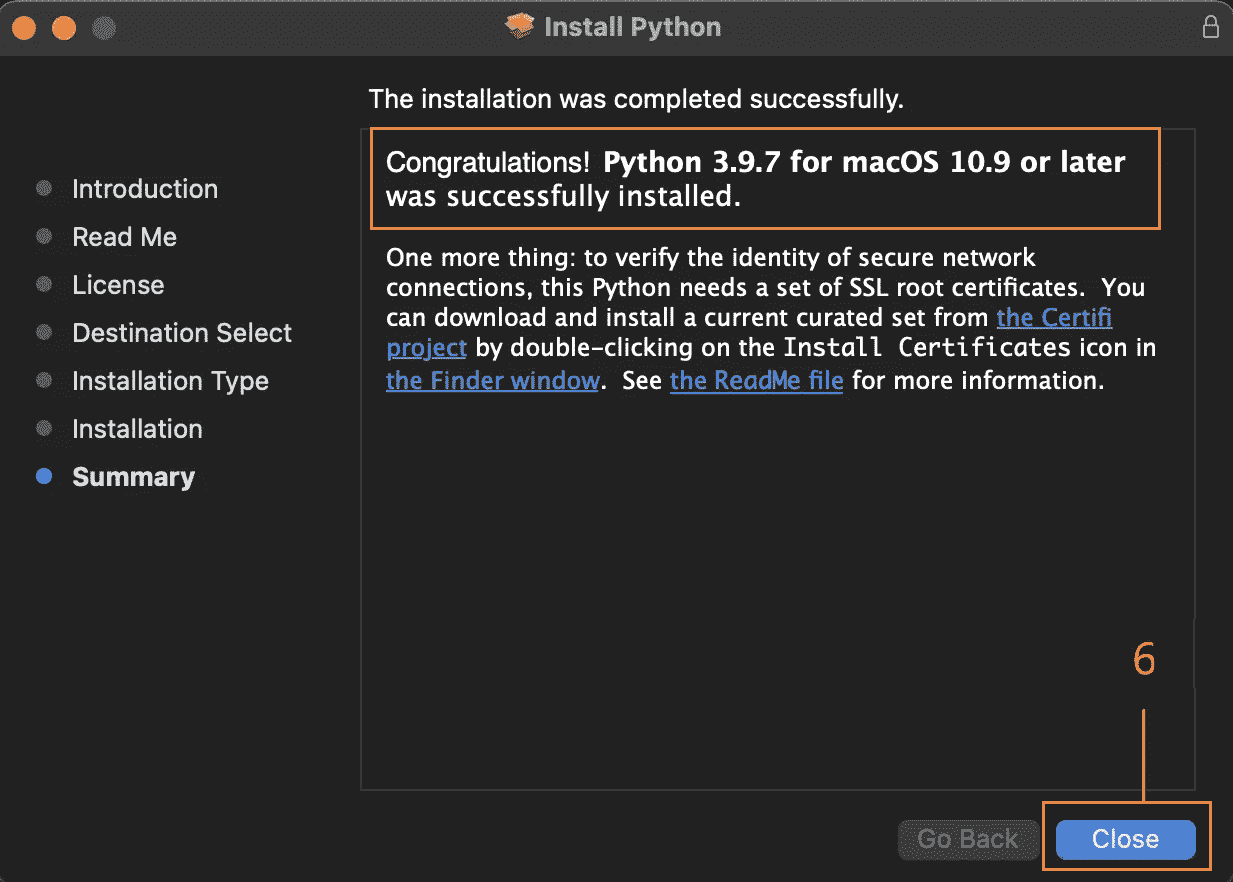 Install Python
The installation was completed successfully.
Introduction
Read Me
License
Destination Select
Installation Type
Installation
Summary
Congratulations! Python 3.9.7 for macOS 10.9 or later
was successfully installed.
One more thing: to verify the identity of secure network
connections, this Python needs a set of SSL root certificates. You
can download and install a current curated set from the Certifi
project by double-clicking on the Install Certificates icon in
the Finder window. See the ReadMe file for more information.
6
Go Back
Close